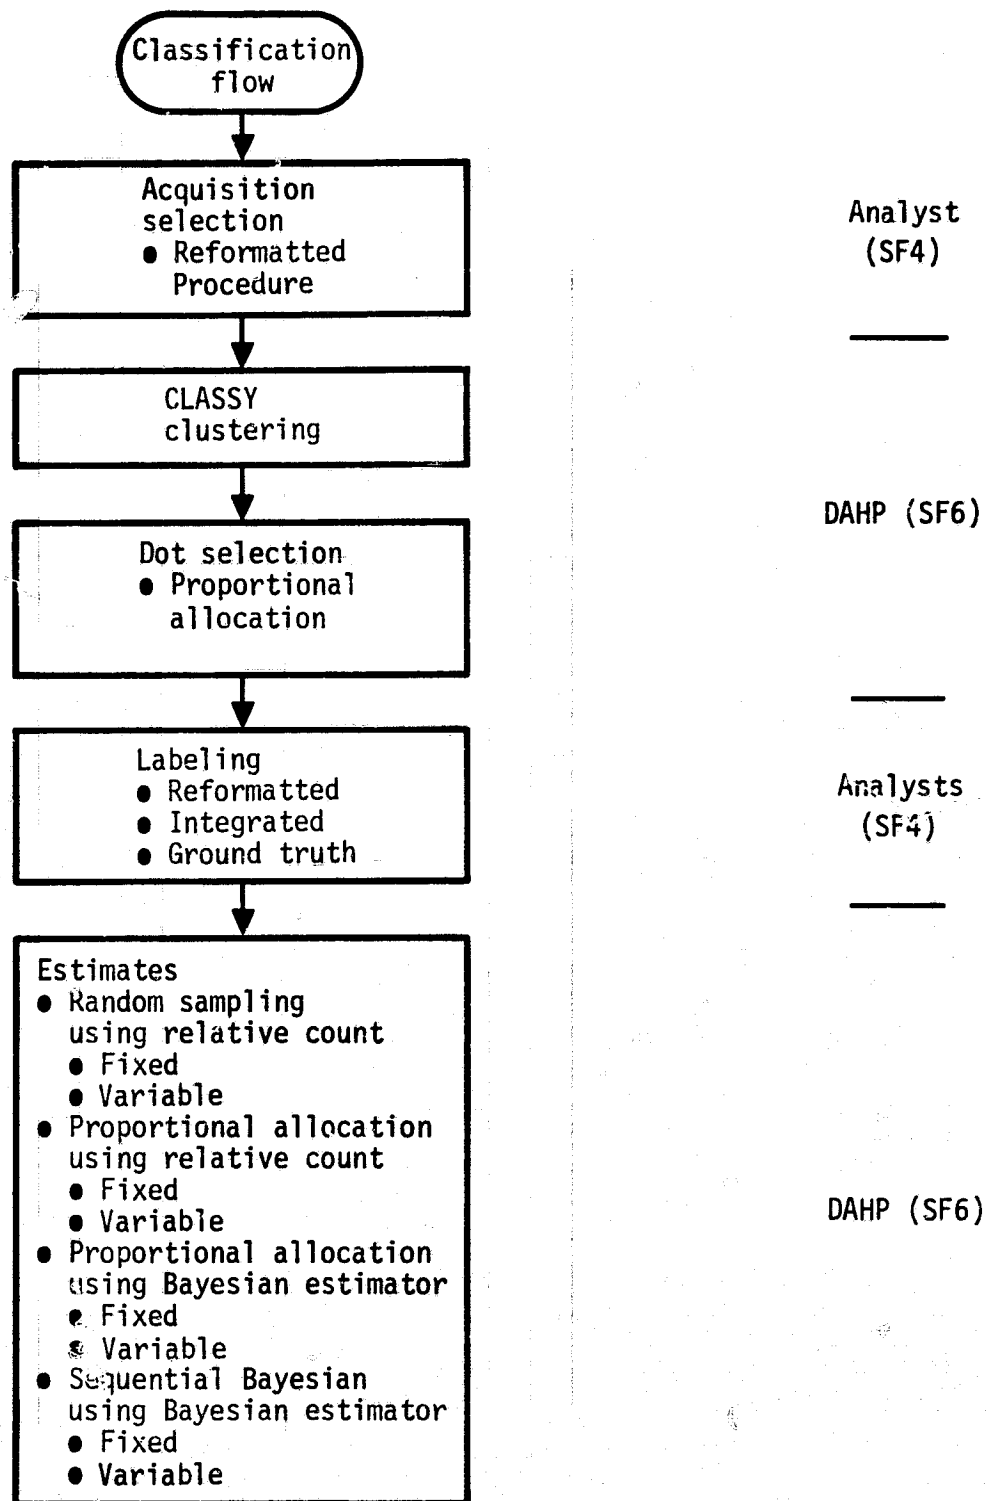 Classification
flow
Acquisition
selection
● Reformatted
Procedure
Analyst
(SF4)
CLASSY
clustering
DAHP (SF6)
Dot selection
● Proportional
allocation
Labeling
● Reformatted
● Integrated
● Ground truth
Analysts
(SF4)
Estimates
● Random sampling
using relative count
● Fixed
● Variable
● Proportional allocation
using relative count
● Fixed
● Variable
● Proportional allocation
using Bayesian estimator
● Fixed
● Variable
● Sequential Bayesian
using Bayesian estimator
● Fixed
● Variable
DAHP (SF6)